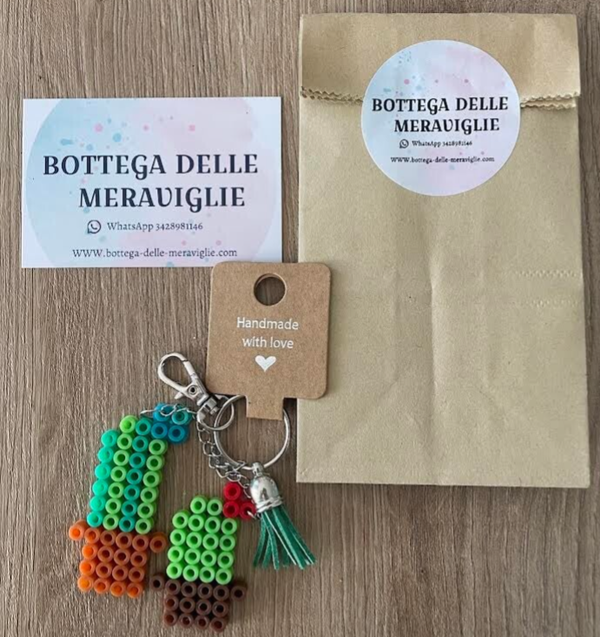 BOTTEGA DELLE
MERAVIGLIE
WhatsApp 3428981146
www.bottega-delle-meraviglie.com
BOTTEGA DELLE
MERAVIGLIE
WhatsApp 3428981146
www.bottega-delle-meraviglie.com
Handmade
with love